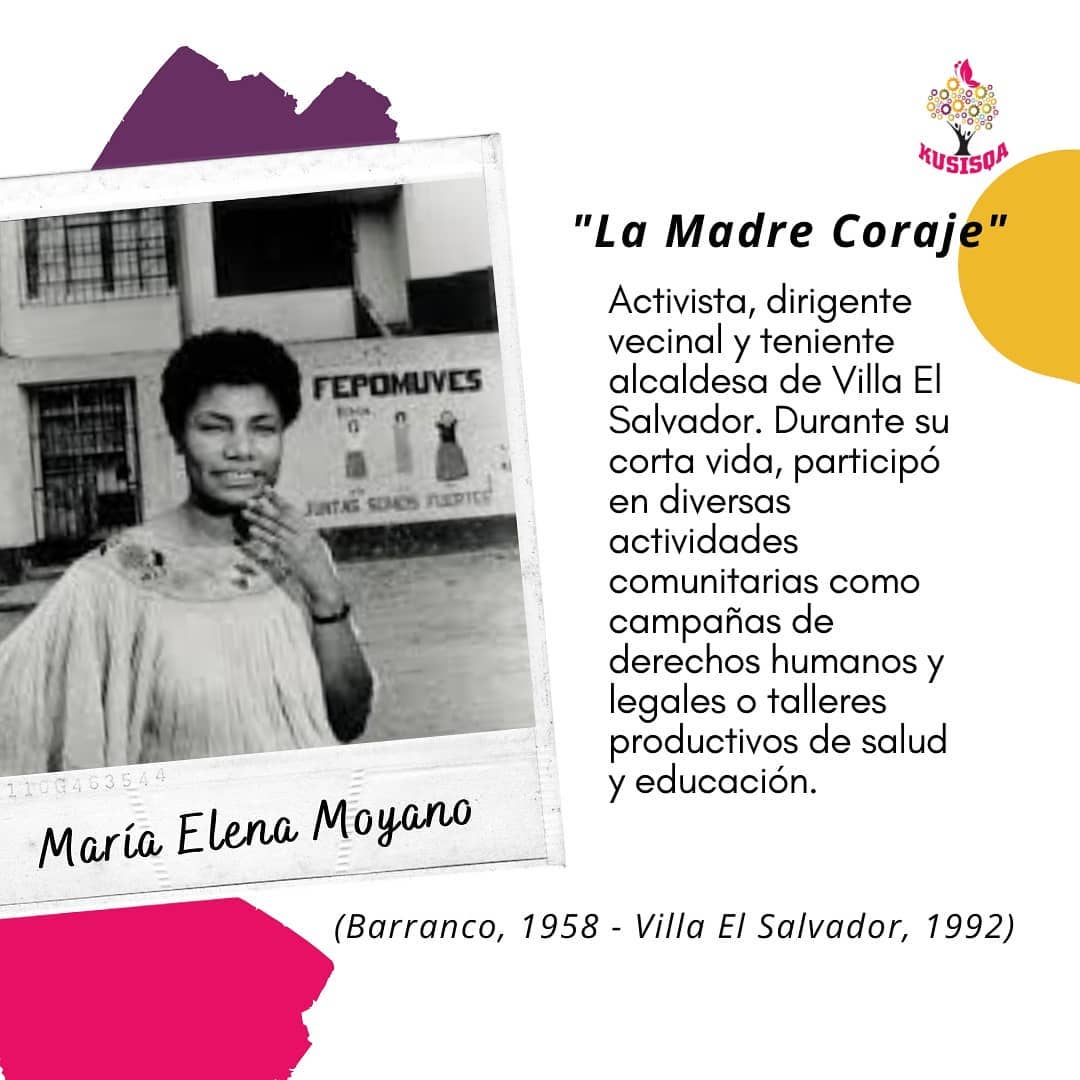 KUSISQA
"La Madre Coraje"
Activista, dirigente
vecinal y teniente
alcaldesa de Villa El
Salvador. Durante su
corta vida, participó
en diversas
actividades
comunitarias como
campañas de
derechos humanos y
legales o talleres
productivos de salud
y educación.
FEPOMUVES
JUNTAS SOMOS FUERTES
110G463544
María Elena Moyano
(Barranco, 1958 - Villa El Salvador, 1992)